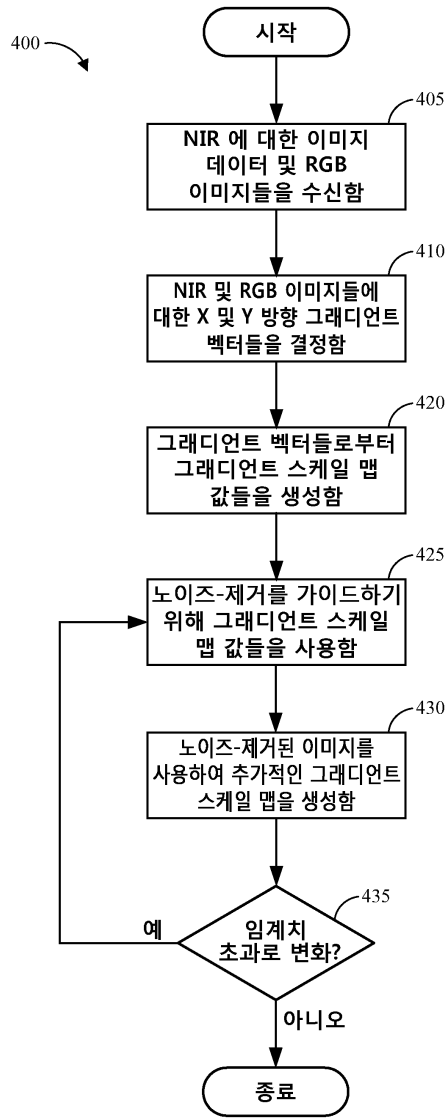 시작
400
405
NIR 에 대한 이미지
데이터 및 RGB
이미지들을 수신함
410
NIR 및 RGB 이미지들에
대한 X 및 Y 방향 그래디언트
벡터들을 결정함
420
그래디언트 벡터들로부터
그래디언트 스케일 맵
값들을 생성함
425
노이즈-제거를 가이드하기
위해 그래디언트 스케일
맵 값들을 사용함
430
노이즈-제거된 이미지를
사용하여 추가적인 그래디언트
스케일 맵을 생성함
435
임계치
초과로 변화?
예
아니오
종료